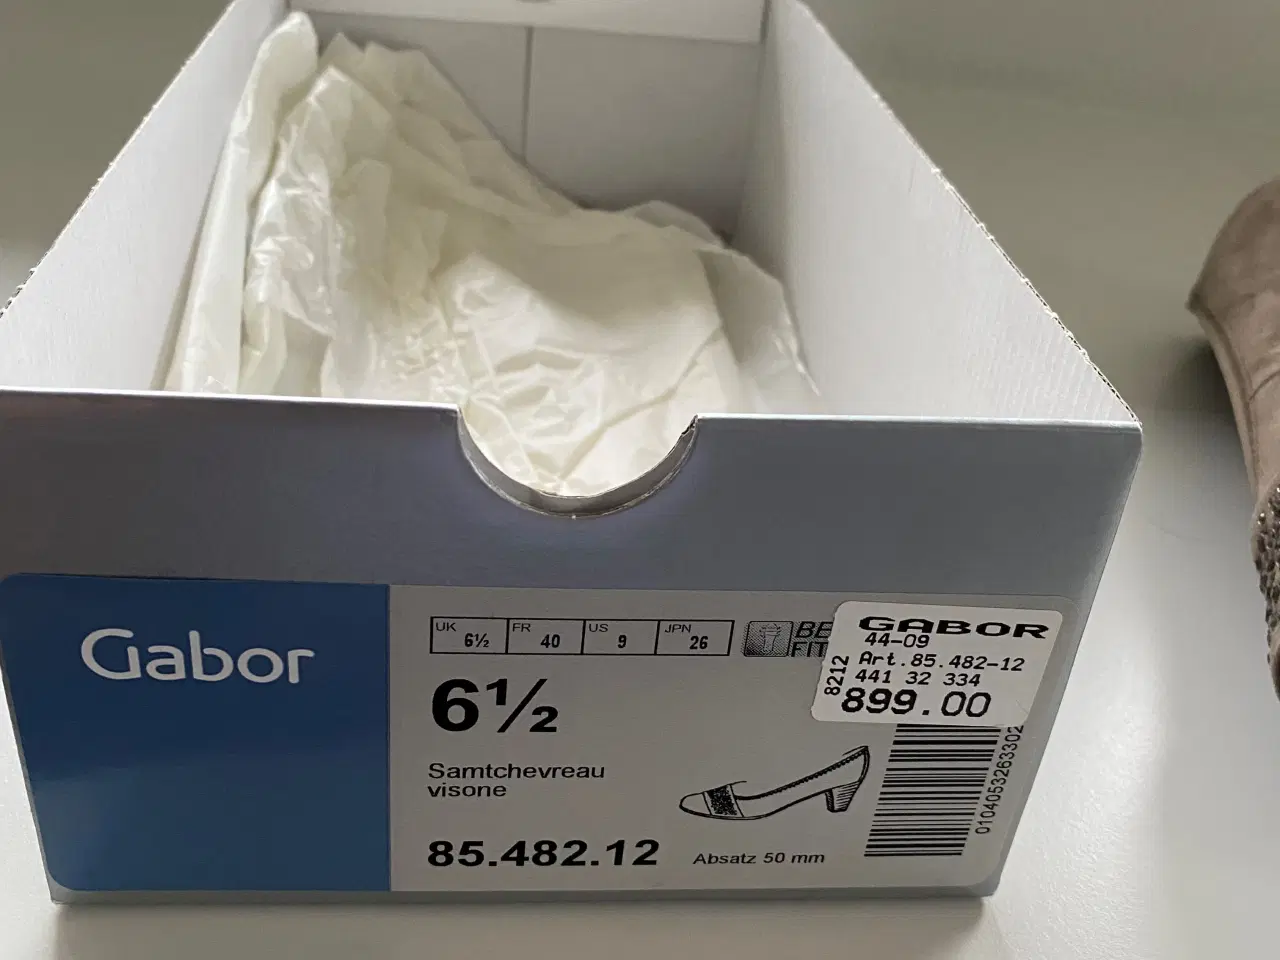 Gabor
UK 6½ FR 40 US 9 JPN 26
BE
FIT
6½
Samtchevreau
visone
85.482.12
Absatz 50 mm
GABOR
44-09
Art.85.482-12
441 32 334
8212
899.00
0104053263302